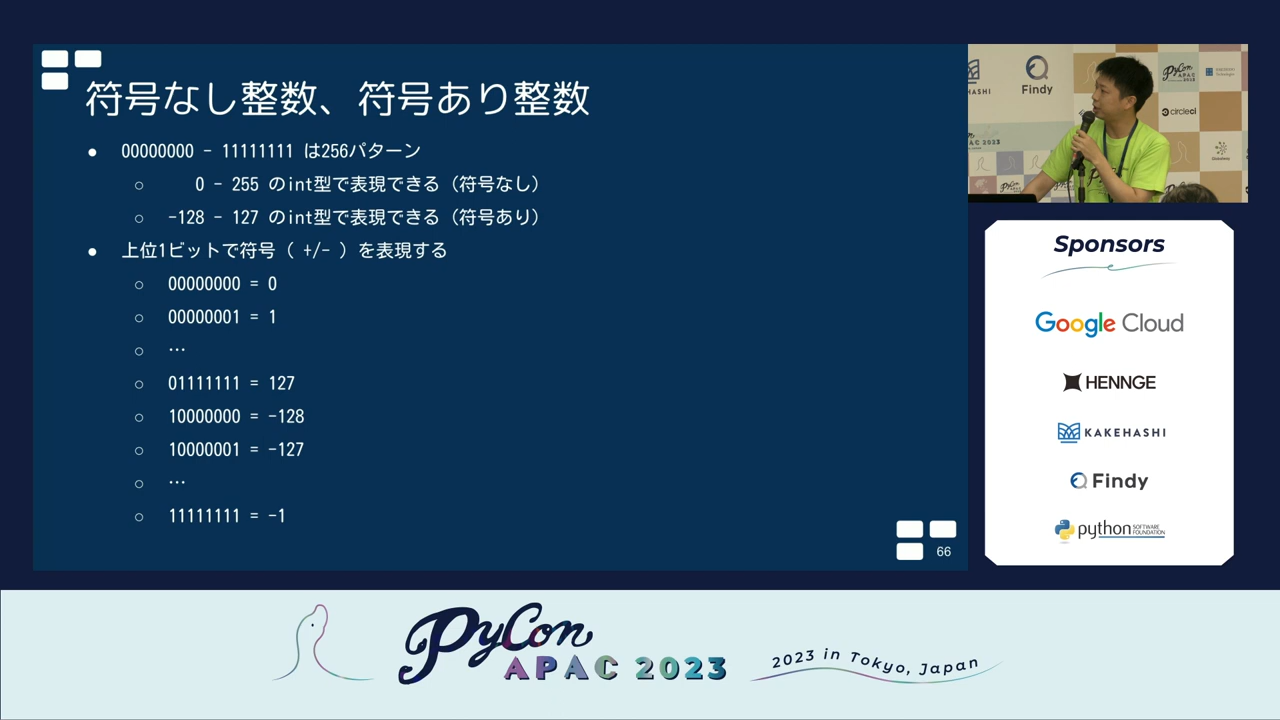 符号なし整数、符号あり整数
● 00000000 - 11111111 は256パターン
○ 0 - 255 のint型で表現できる（符号なし）
○ -128 - 127 のint型で表現できる（符号あり）
● 上位1ビットで符号（ +/- ）を表現する
○ 00000000 = 0
○ 00000001 = 1
○ …
○ 01111111 = 127
○ 10000000 = -128
○ 10000001 = -127
○ …
○ 11111111 = -1
66
Findy
circleci
Sponsors
Google Cloud
HENNGE
KAKEHASHI
Findy
python SOFTWARE FOUNDATION
PyCon
APAC 2023
2023 in Tokyo, Japan